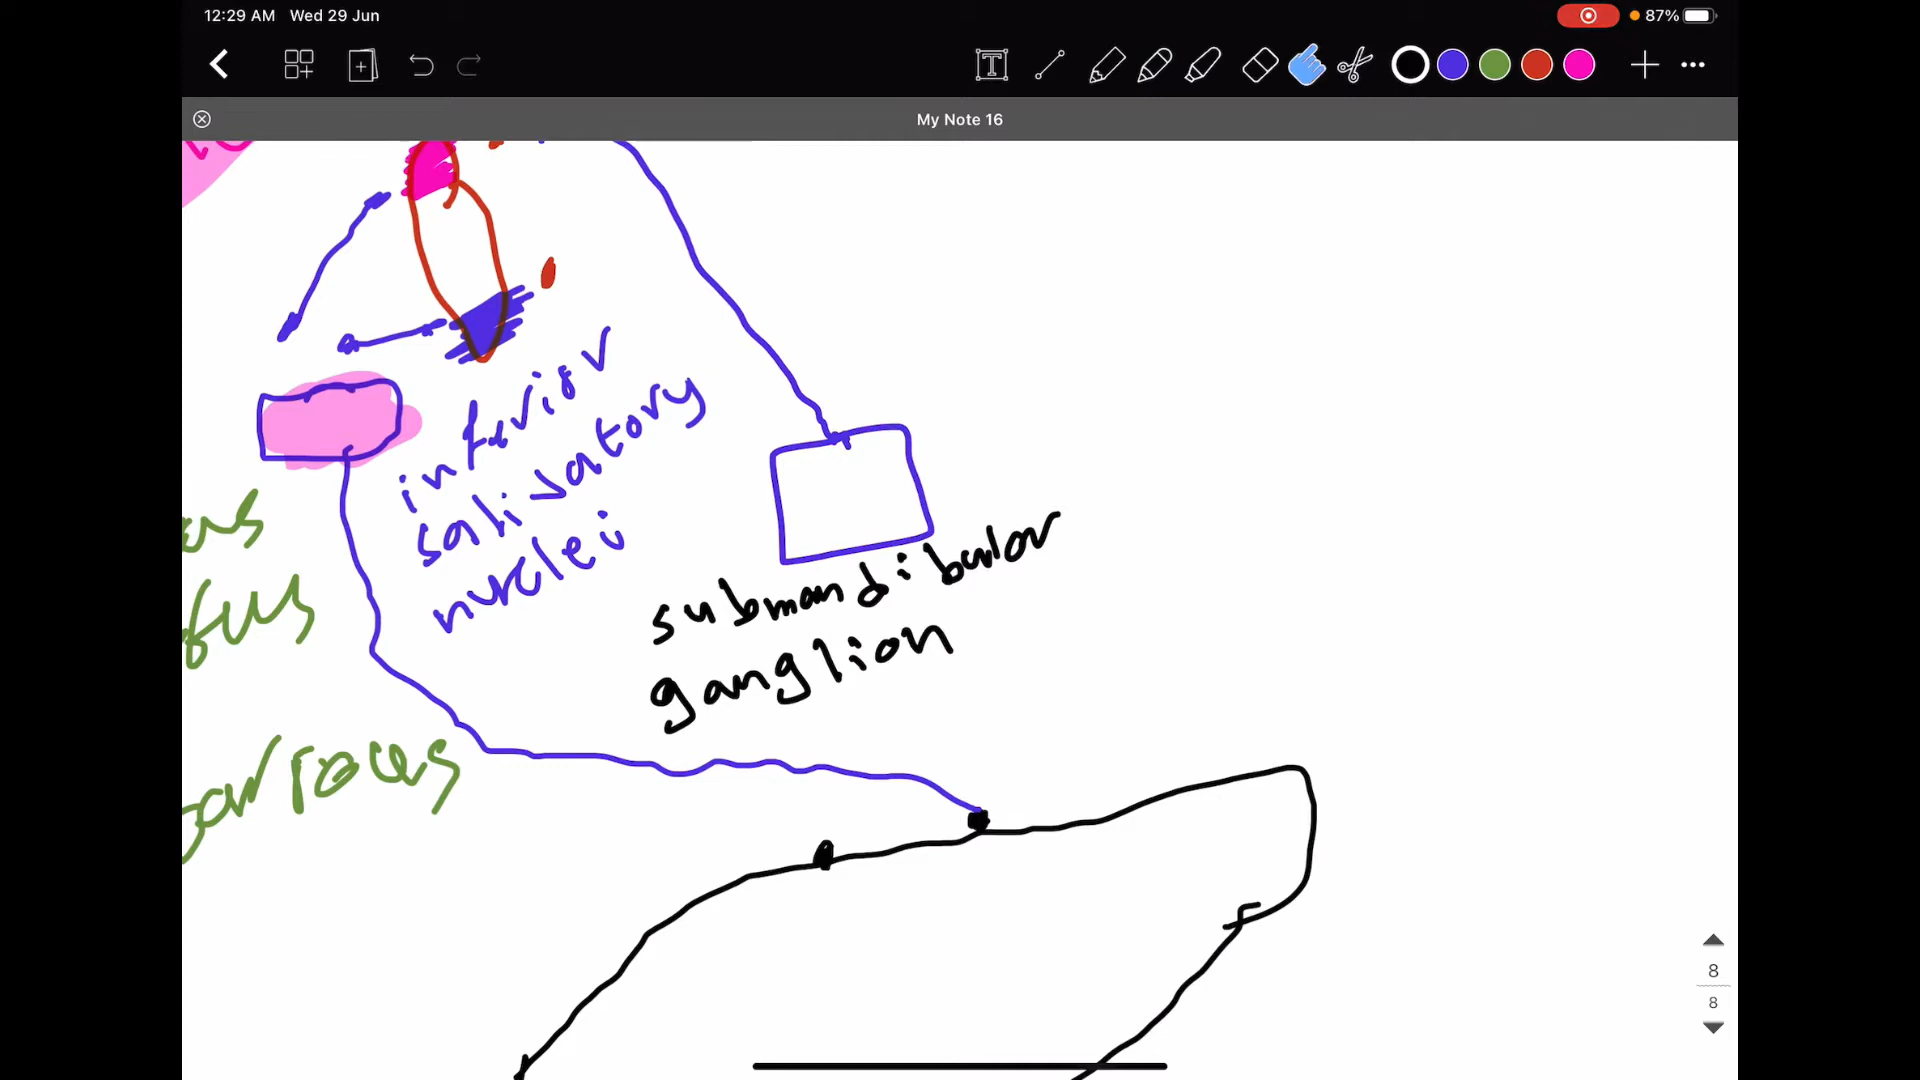 12:29 AM Wed 29 Jun
87%
My Note 16
inferior
salivatory
nuclei
submandibular
ganglion
8
8